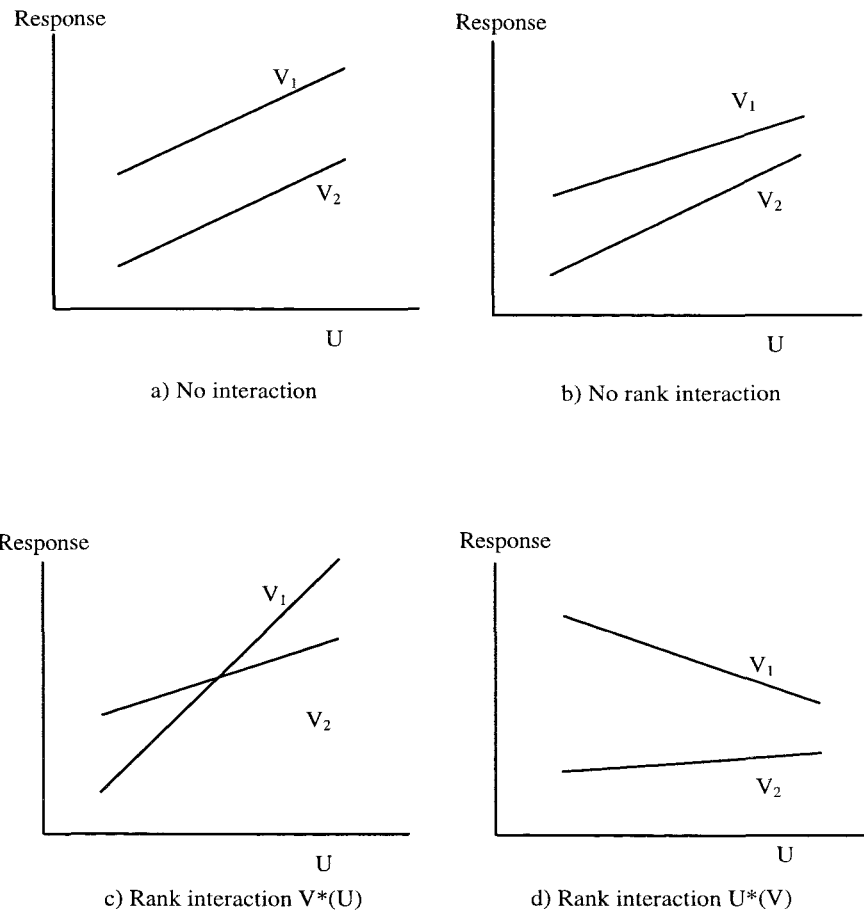 Response
V₁
V₂
U
a) No interaction
Response
V₁
V₂
U
b) No rank interaction
Response
V₁
V₂
U
c) Rank interaction V*(U)
Response
V₁
V₂
U
d) Rank interaction U*(V)